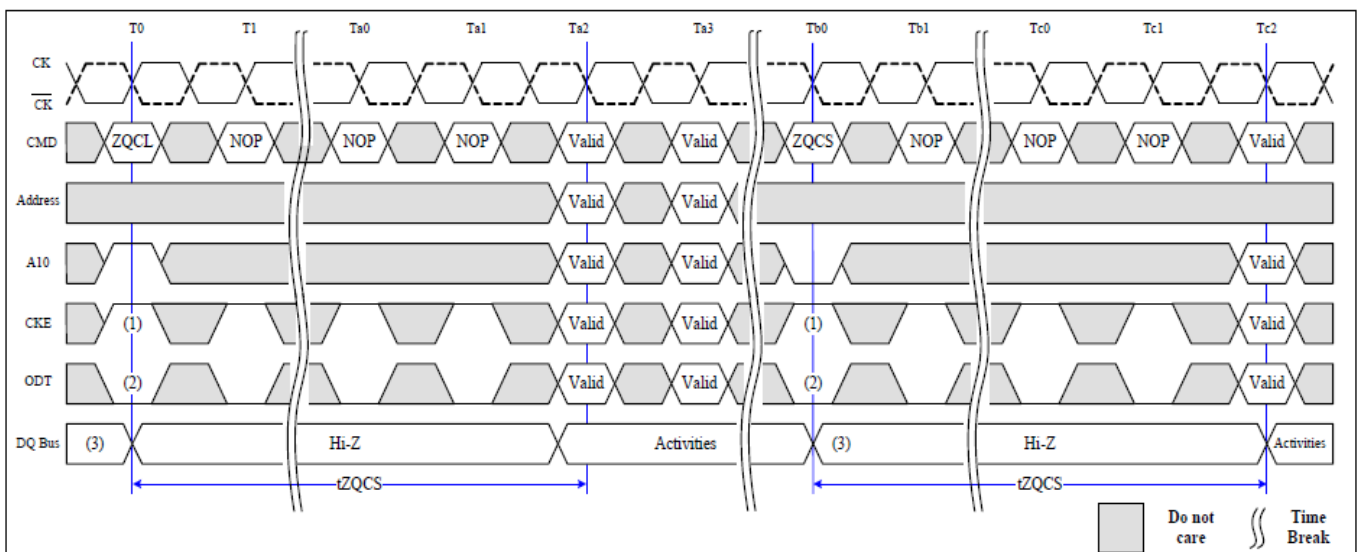 T0 T1 Ta0 Ta1 Ta2 Ta3 Tb0 Tb1 Tc0 Tc1 Tc2
CK
CK
CMD ZQCL NOP NOP NOP Valid Valid ZQCS NOP NOP NOP Valid
Address Valid Valid
A10 Valid Valid Valid
CKE (1) Valid Valid (1) Valid
ODT (2) Valid Valid (2) Valid
DQ Bus (3) Hi-Z Activities (3) Hi-Z Activities
tZQCS tZQCS
Do not care Time Break